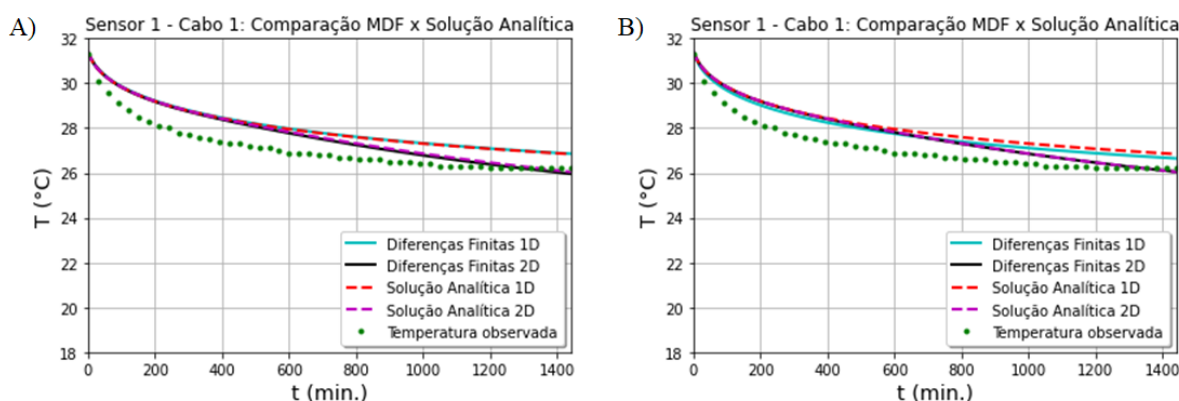 A)
Sensor 1 - Cabo 1: Comparação MDF x Solução Analítica
32
30
28
26
24
22
20
18
T (°C)
Diferenças Finitas 1D
Diferenças Finitas 2D
Solução Analítica 1D
Solução Analítica 2D
Temperatura observada
0 200 400 600 800 1000 1200 1400
t (min.)
B)
Sensor 1 - Cabo 1: Comparação MDF x Solução Analítica
32
30
28
26
24
22
20
18
T (°C)
Diferenças Finitas 1D
Diferenças Finitas 2D
Solução Analítica 1D
Solução Analítica 2D
Temperatura observada
0 200 400 600 800 1000 1200 1400
t (min.)